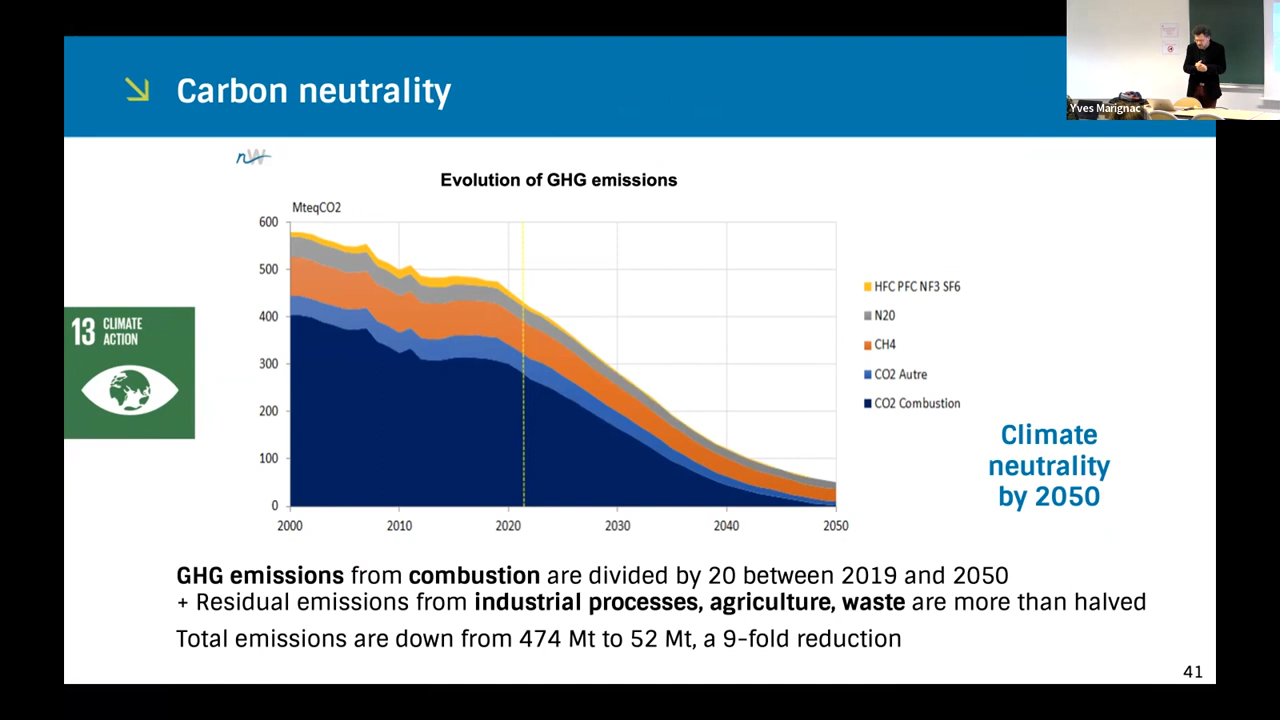 Carbon neutrality
Yves Marignac
nW
Evolution of GHG emissions
MteqCO2
600
500
400
300
200
100
0
2000
2010
2020
2030
2040
2050
HFC PFC NF3 SF6
N20
CH4
CO2 Autre
CO2 Combustion
13 CLIMATE
ACTION
Climate
neutrality
by 2050
GHG emissions from combustion are divided by 20 between 2019 and 2050
+ Residual emissions from industrial processes, agriculture, waste are more than halved
Total emissions are down from 474 Mt to 52 Mt, a 9-fold reduction
41